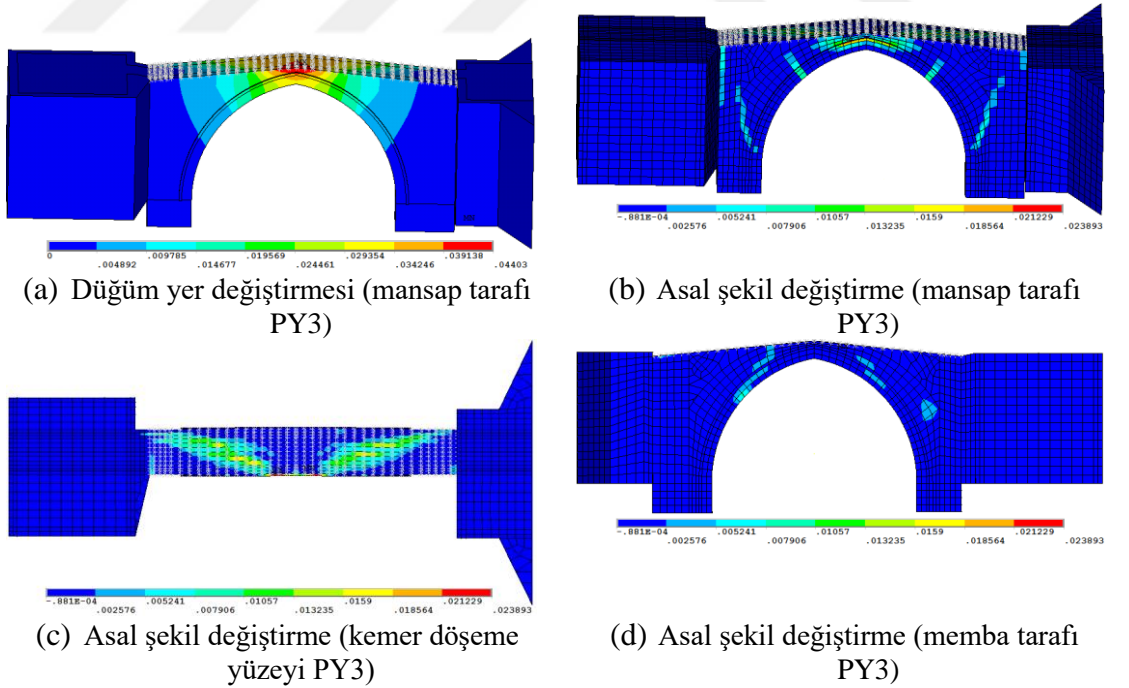 0 .009785 .019569 .029354 .039138
.004892 .014677 .024461 .034246 .04403
(a) Düğüm yer değiştirmesi (mansap tarafı
PY3)
-.881E-04 .005241 .01057 .0159 .021229
.002576 .007906 .013235 .018564 .023893
(b) Asal şekil değiştirme (mansap tarafı
PY3)
-.881E-04 .005241 .01057 .0159 .021229
.002576 .007906 .013235 .018564 .023893
(c) Asal şekil değiştirme (kemer döşeme
yüzeyi PY3)
-.881E-04 .005241 .01057 .0159 .021229
.002576 .007906 .013235 .018564 .023893
(d) Asal şekil değiştirme (memba tarafı
PY3)